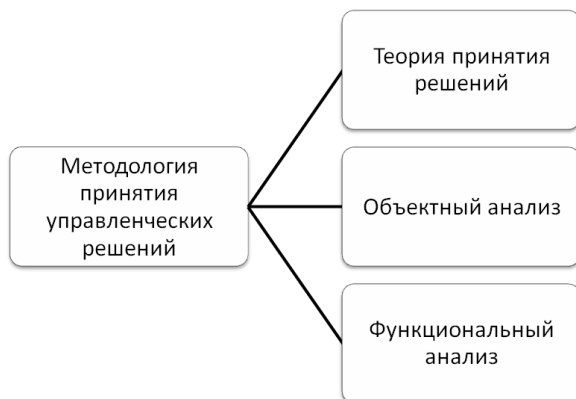 Теория принятия
решений
Методология
принятия
управленческих
решений
Объектный анализ
Функциональный
анализ